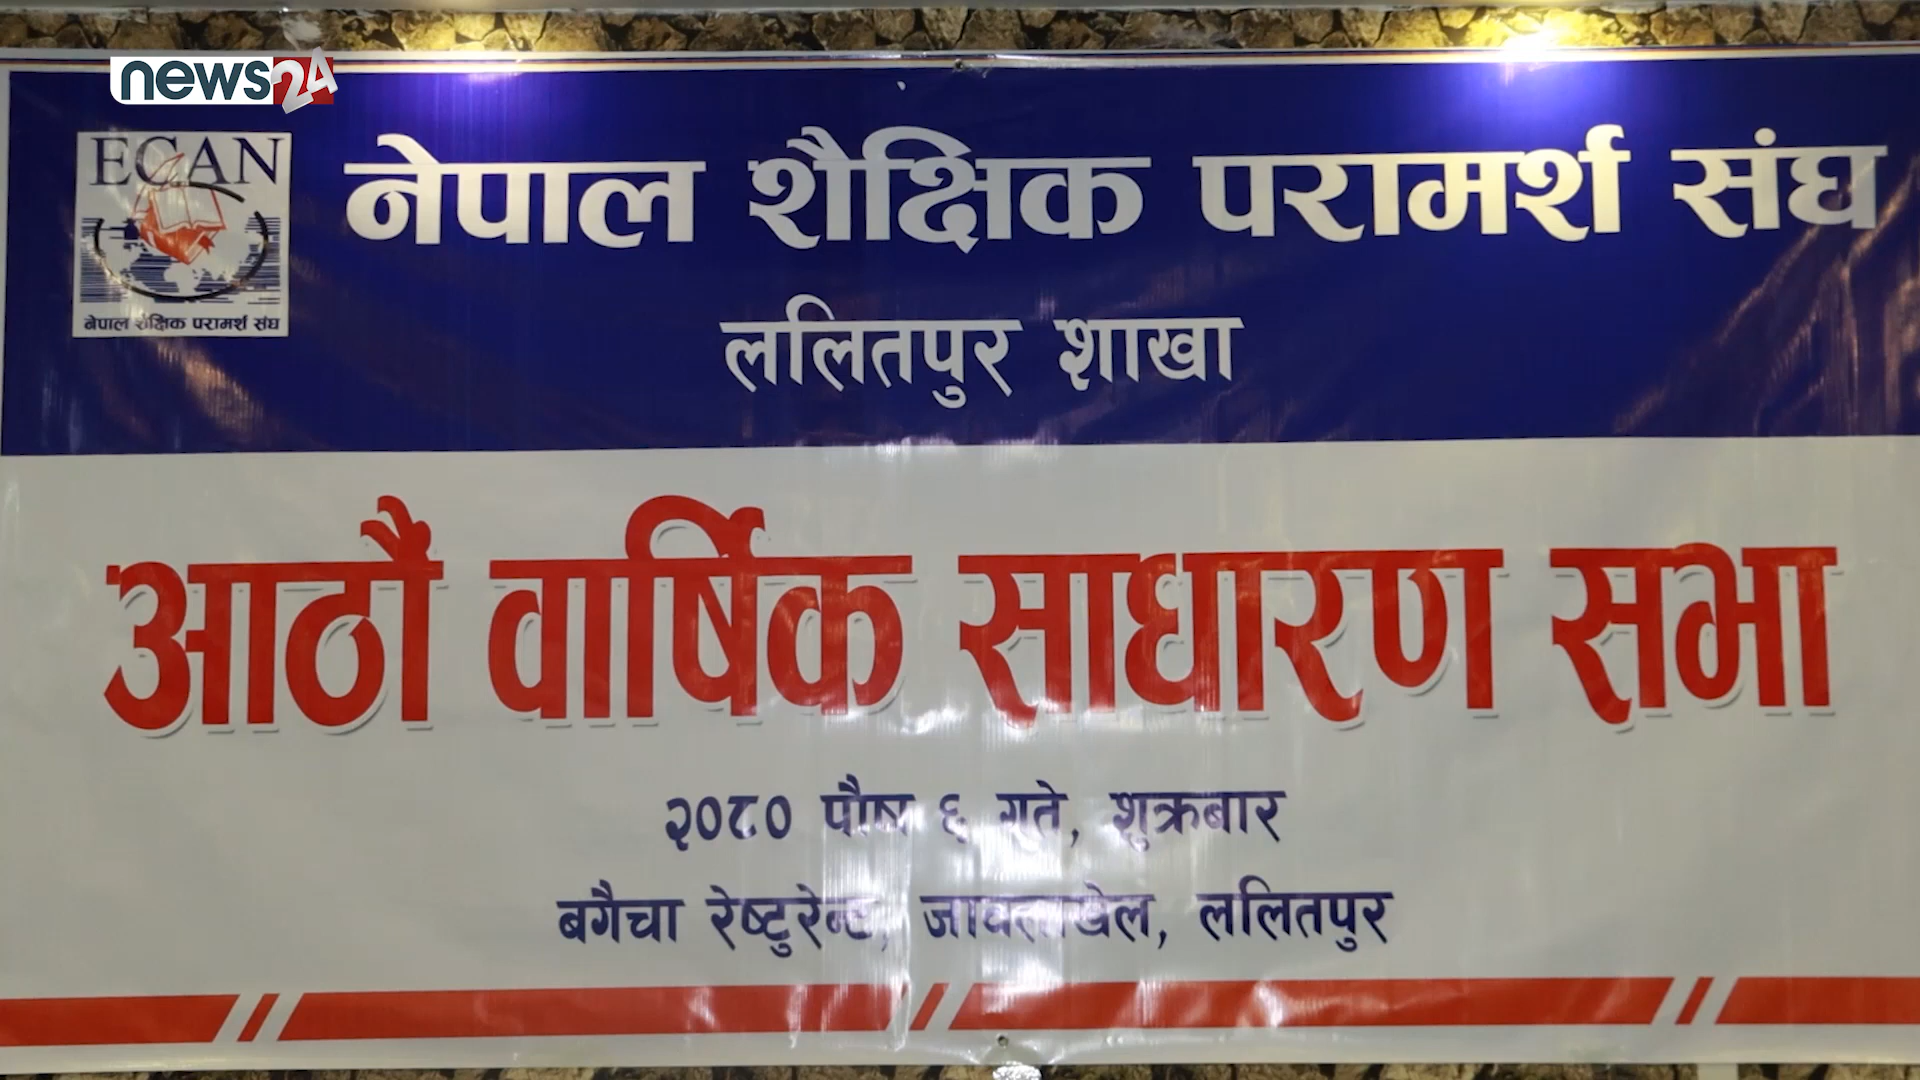 news24
ECAN
नेपाल शैक्षिक परामर्श संघ
नेपाल शैक्षिक परामर्श संघ
ललितपुर शाखा
आठौं वार्षिक साधारण सभा
२०८० पौष ६ गते, शुक्रबार
बगैचा रेष्टुरेन्ट, जावलाखेल, ललितपुर